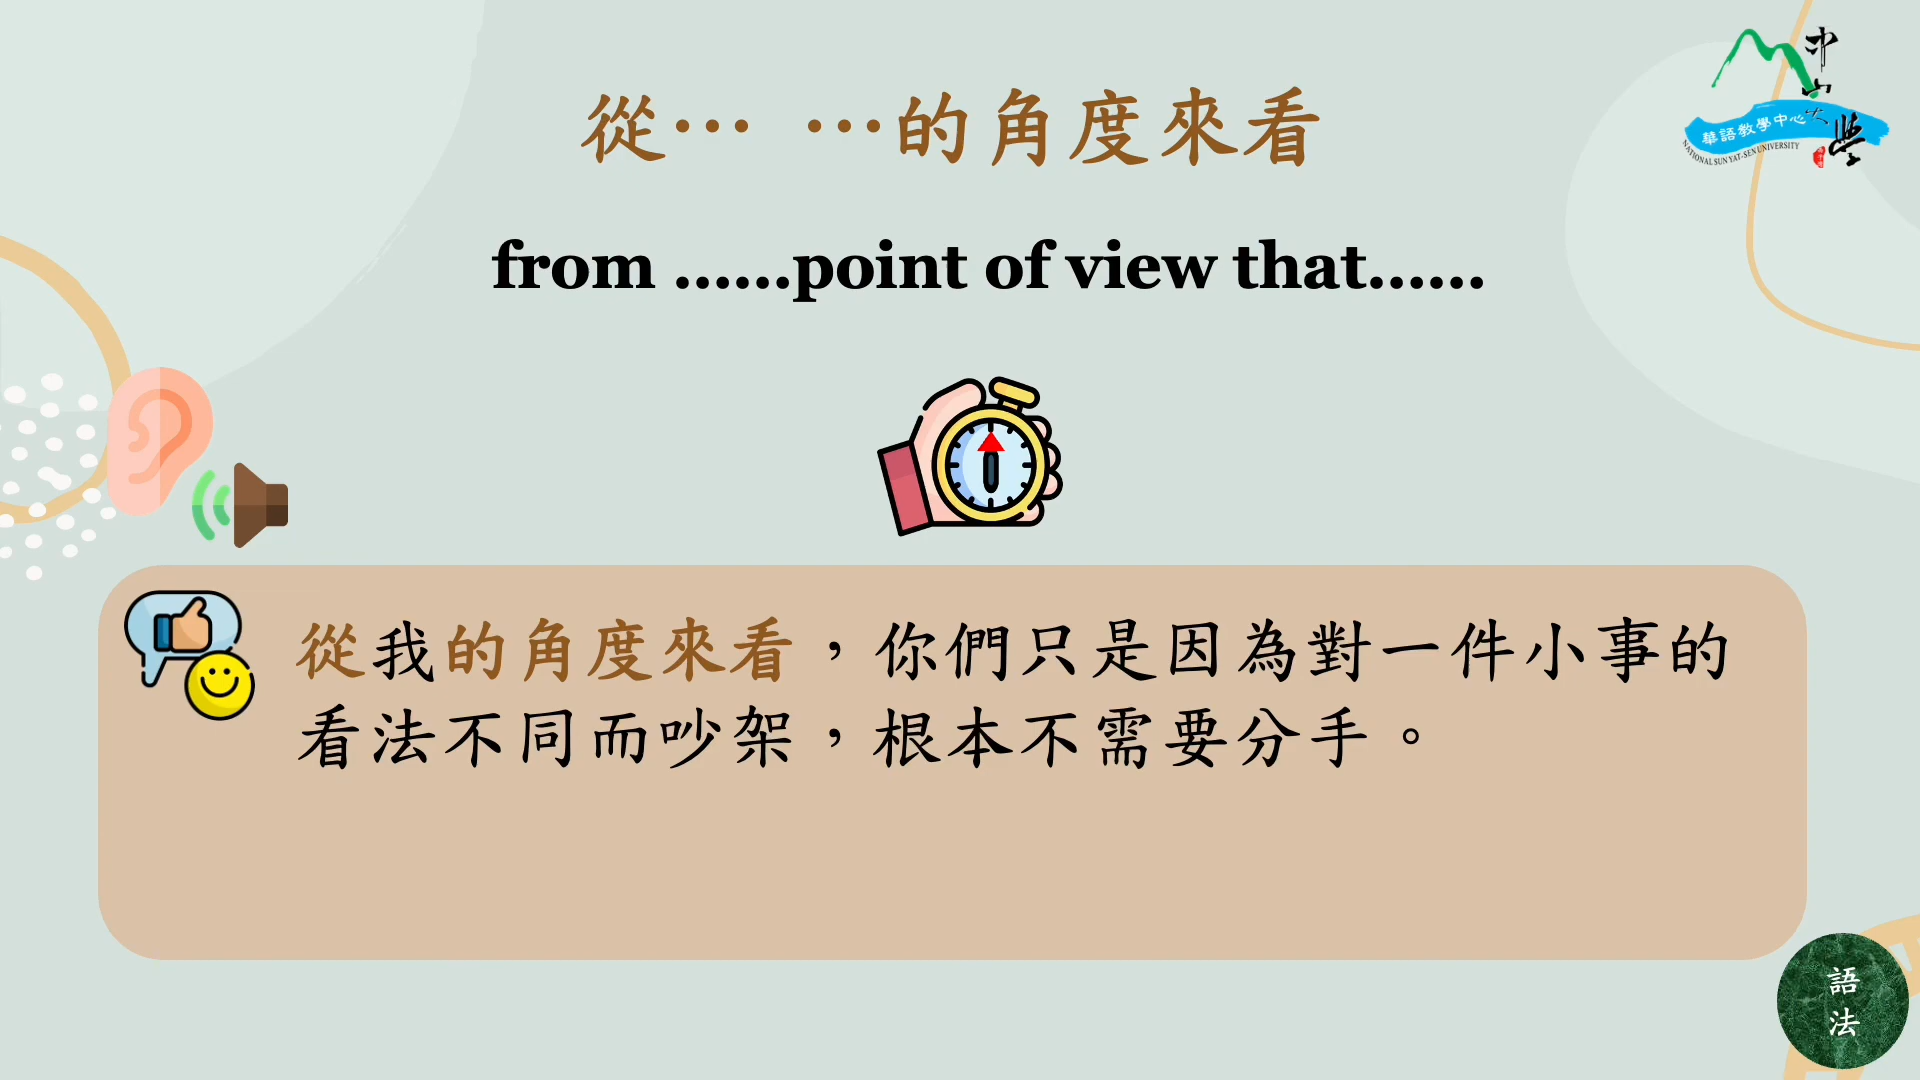 從… …的角度來看
from ......point of view that......
從我的角度來看，你們只是因為對一件小事的
看法不同而吵架，根本不需要分手。
中山大學
華語教學中心
NATIONAL SUN YAT-SEN UNIVERSITY
語
法